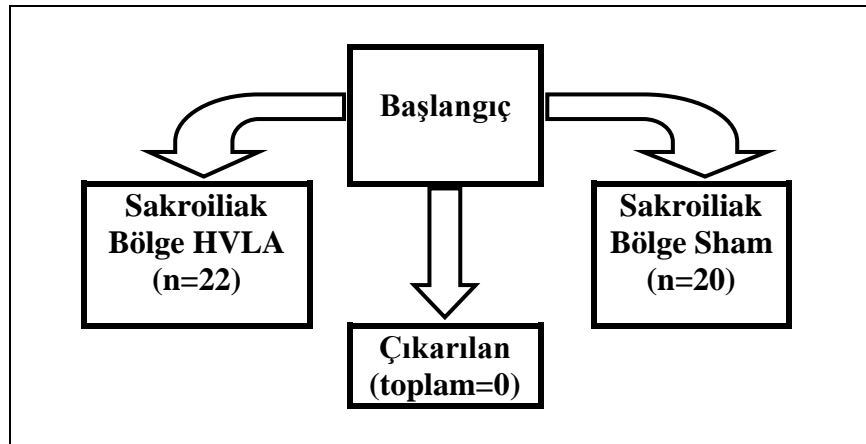 Başlangıç
Sakroiliak
Bölge HVLA
(n=22)
Sakroiliak
Bölge Sham
(n=20)
Çıkarılan
(toplam=0)